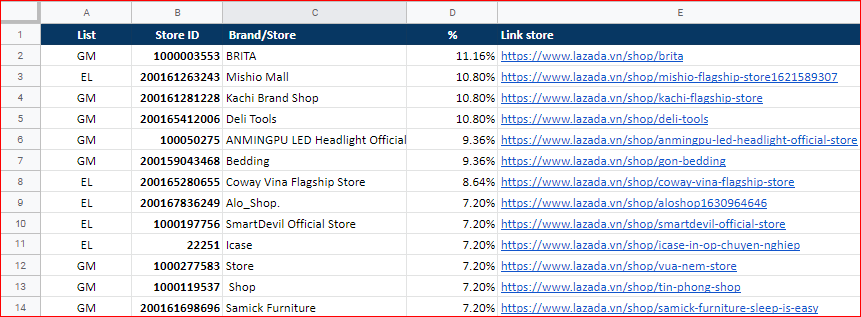 A B C D E
1 List Store ID Brand/Store % Link store
2 GM 1000003553 BRITA 11.16% https://www.lazada.vn/shop/brita
3 EL 200161263243 Mishio Mall 10.80% https://www.lazada.vn/shop/mishio-flagship-store1621589307
4 GM 200161281228 Kachi Brand Shop 10.80% https://www.lazada.vn/shop/kachi-flagship-store
5 GM 200165412006 Deli Tools 10.80% https://www.lazada.vn/shop/deli-tools
6 GM 100050275 ANMINGPU LED Headlight Official 9.36% https://www.lazada.vn/shop/anmingpu-led-headlight-official-store
7 GM 200159043468 Bedding 9.36% https://www.lazada.vn/shop/gon-bedding
8 EL 200165280655 Coway Vina Flagship Store 8.64% https://www.lazada.vn/shop/coway-vina-flagship-store
9 EL 200167836249 Alo_Shop. 7.20% https://www.lazada.vn/shop/aloshop1630964646
10 EL 1000197756 SmartDevil Official Store 7.20% https://www.lazada.vn/shop/smartdevil-official-store
11 EL 22251 Icase 7.20% https://www.lazada.vn/shop/icase-in-op-chuyen-nghiep
12 GM 1000277583 Store 7.20% https://www.lazada.vn/shop/vua-nem-store
13 GM 1000119537 Shop 7.20% https://www.lazada.vn/shop/tin-phong-shop
14 GM 200161698696 Samick Furniture 7.20% https://www.lazada.vn/shop/samick-furniture-sleep-is-easy